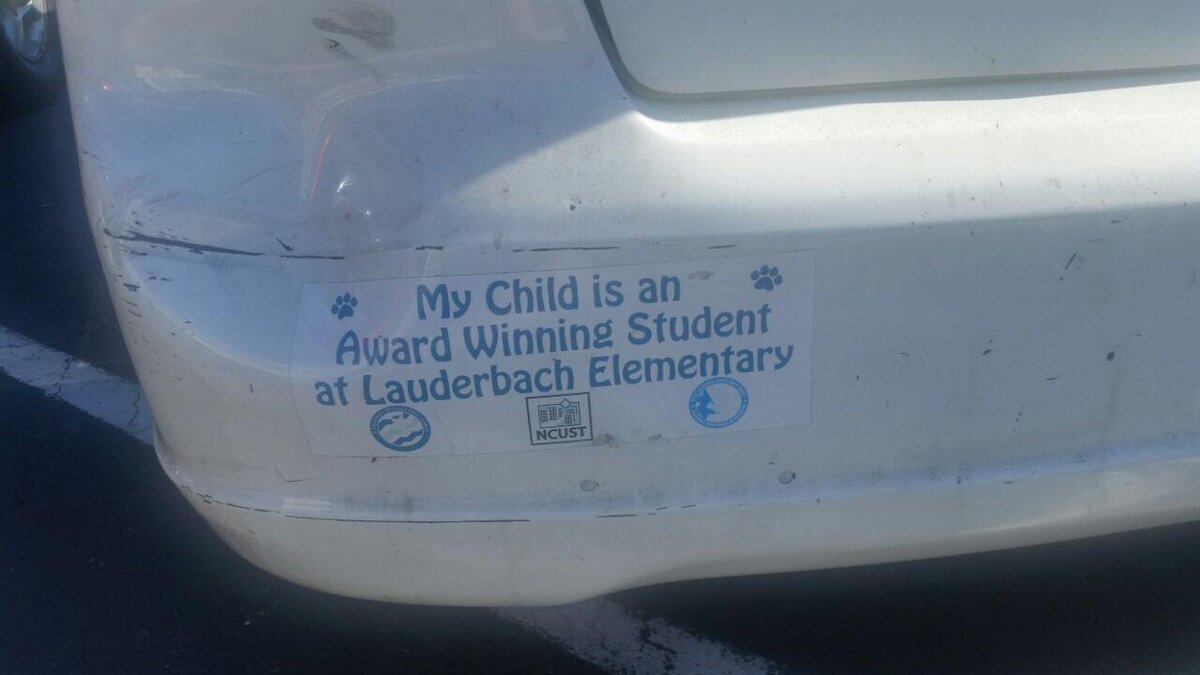 My Child is an
Award Winning Student
at Lauderbach Elementary
NCUST